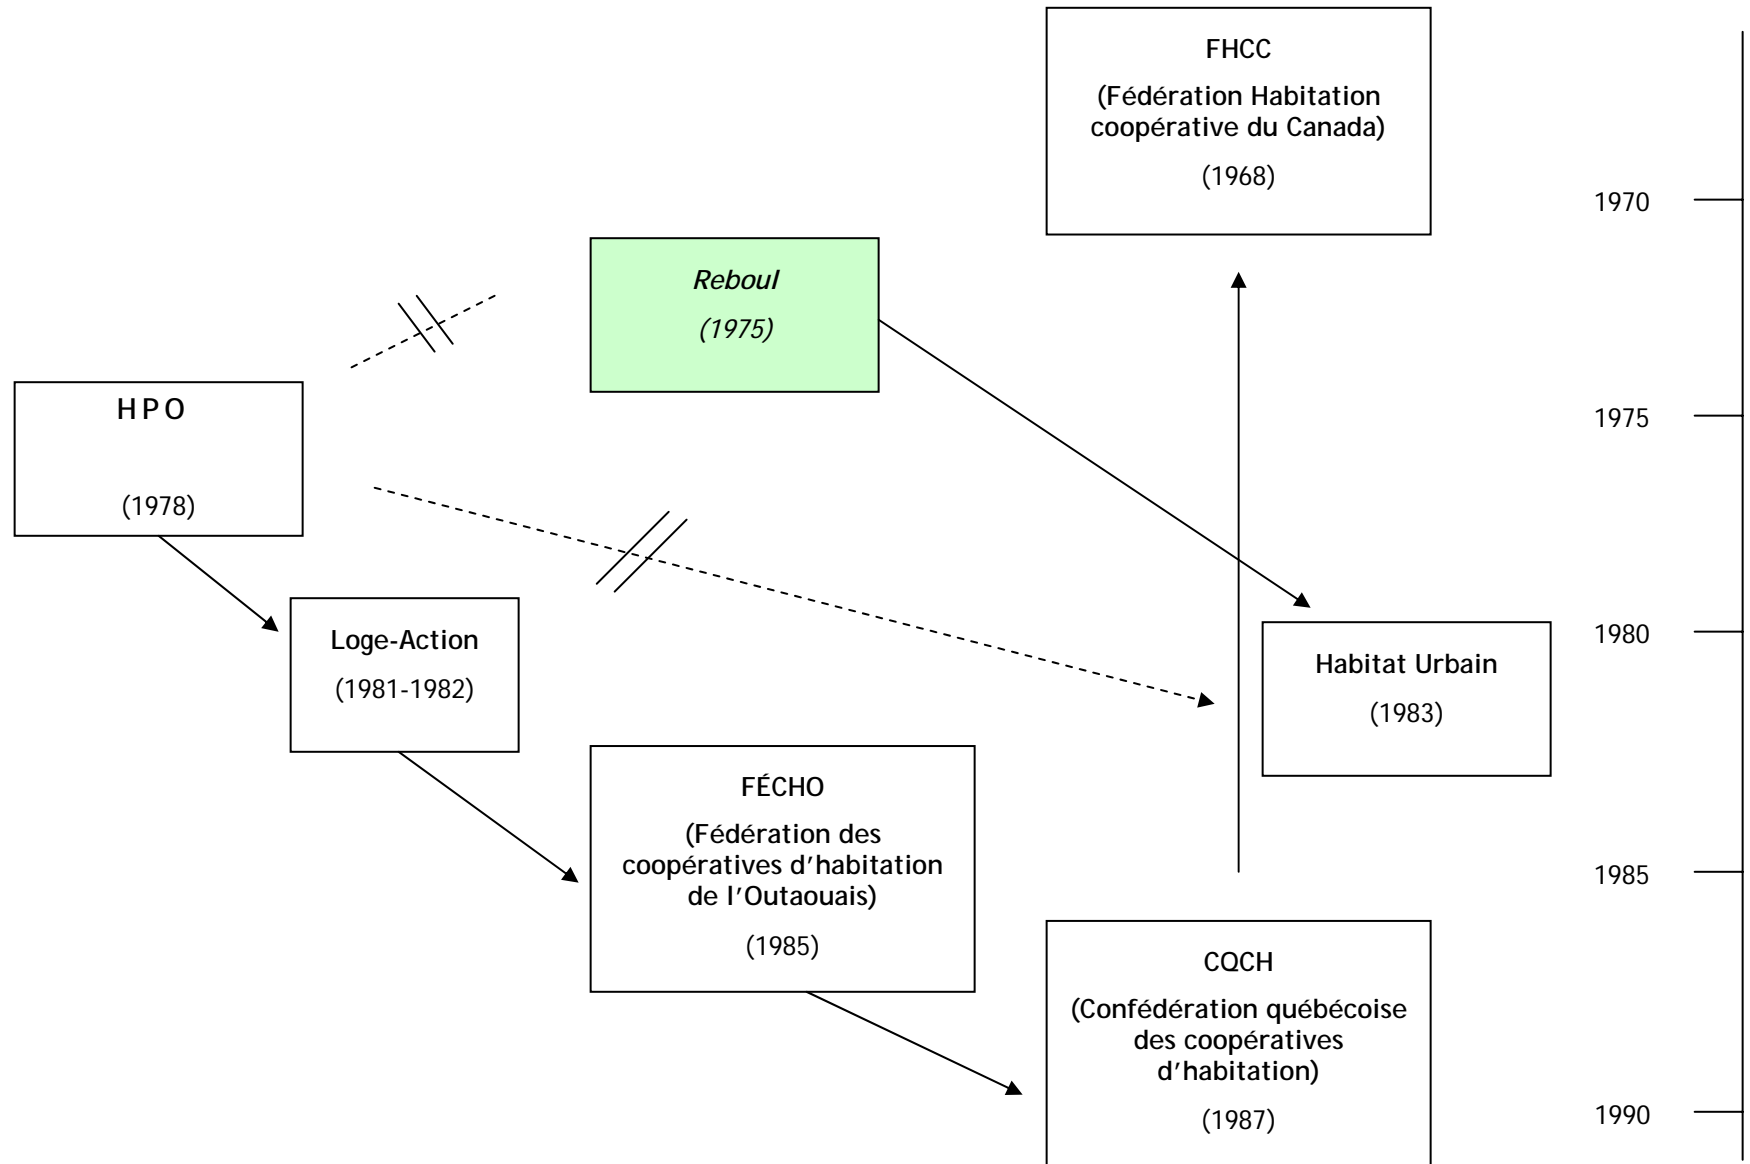 FHCC
(Fédération Habitation
coopérative du Canada)
(1968)
1970
Reboul
(1975)
HPO
(1978)
1975
Loge-Action
(1981-1982)
Habitat Urbain
(1983)
1980
FÉCHO
(Fédération des
coopératives d'habitation
de l'Outaouais)
(1985)
1985
CQCH
(Confédération québécoise
des coopératives
d'habitation)
(1987)
1990